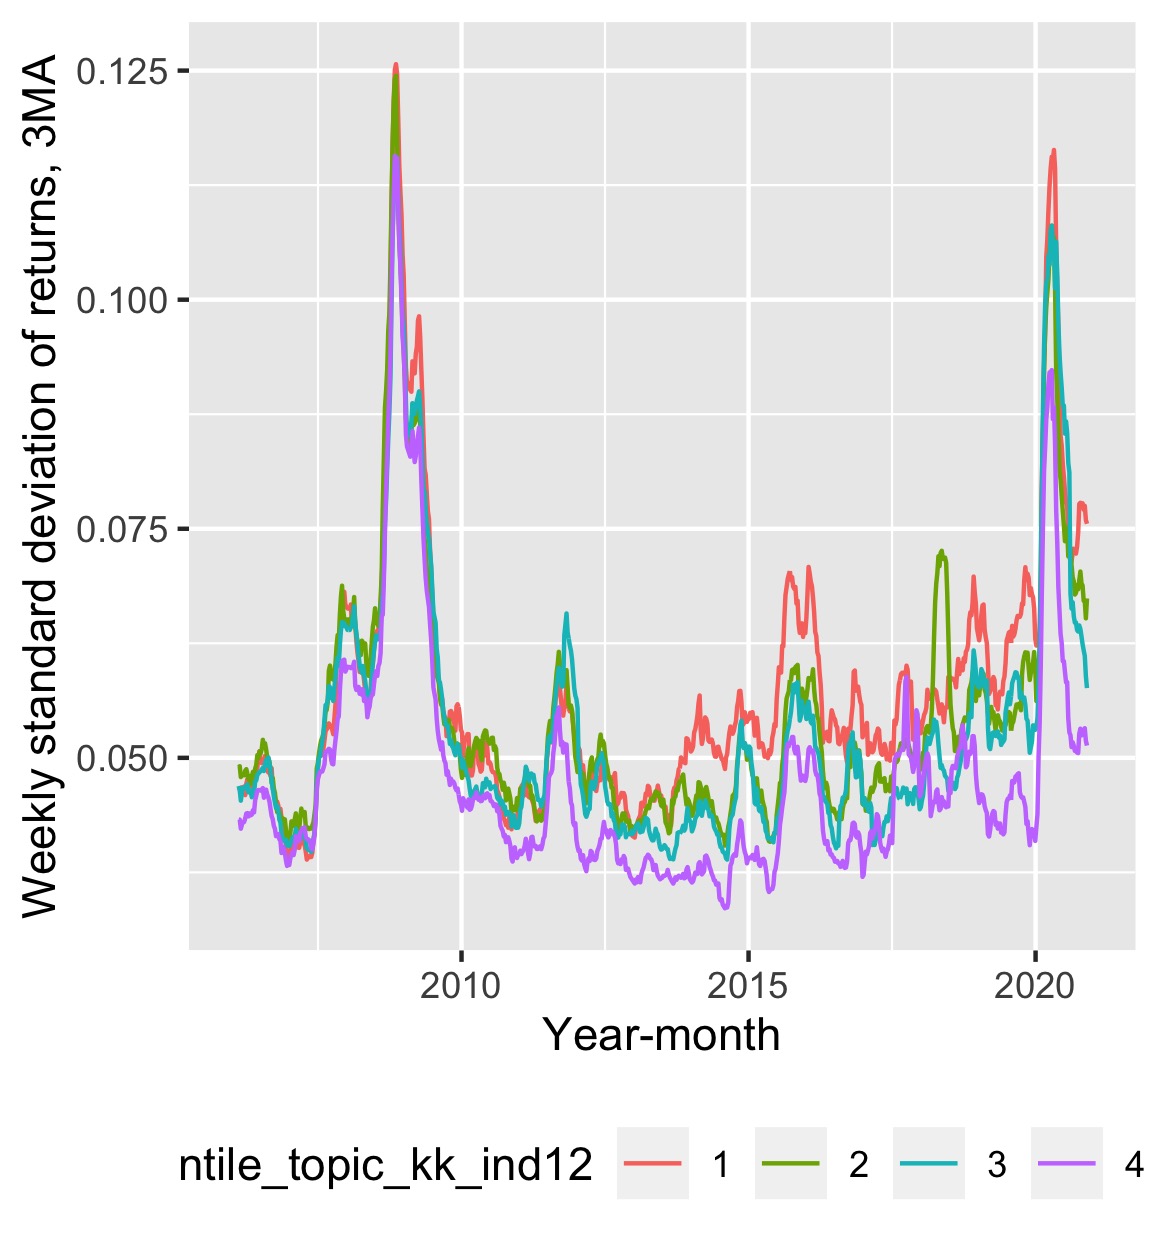 Weekly standard deviation of returns, 3MA
0.125
0.100
0.075
0.050
2010 2015 2020
Year-month
ntile_topic_kk_ind12 1 2 3 4